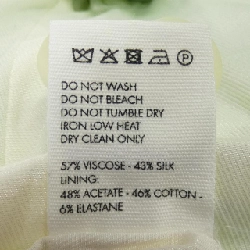 DO NOT WASH
DO NOT BLEACH
DO NOT TUMBLE DRY
IRON LOW HEAT
DRY CLEAN ONLY
57% VISCOSE - 43% SILK
LINING
48% ACETATE - 46% COTTON -
6% ELASTANE